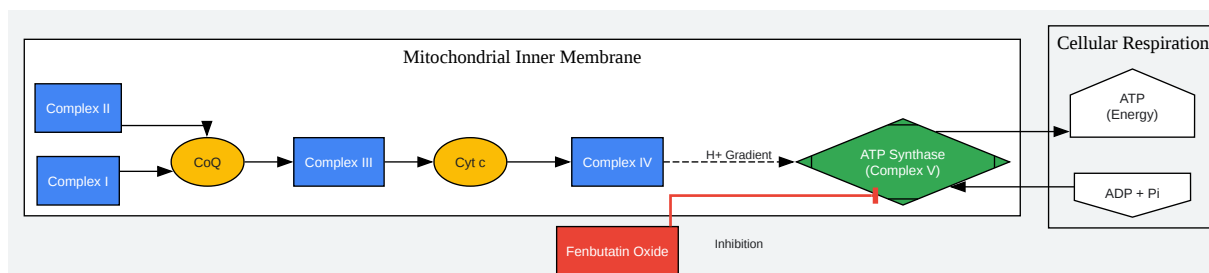 Mitochondrial Inner Membrane
Cellular Respiration
Complex II
Complex I
CoQ
Complex III
Cyt c
Complex IV
H+ Gradient
ATP Synthase
(Complex V)
ATP
(Energy)
ADP + Pi
Fenbutatin Oxide
Inhibition